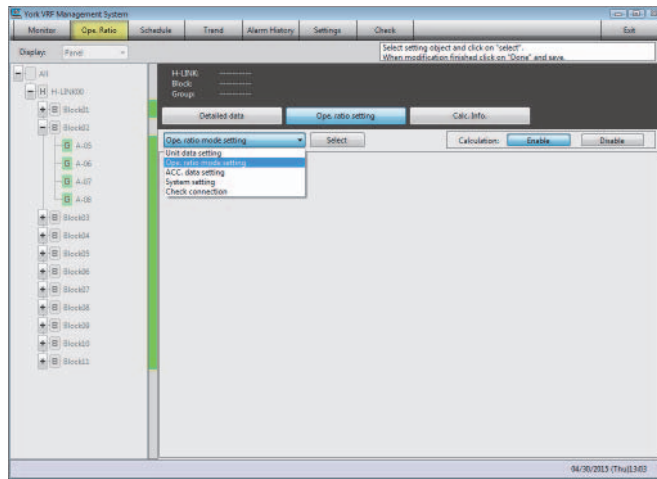 York VRF Management System
Monitor Ope. Ratio Schedule Trend Alarm History Settings Check Exit
Display: Panel
Select setting object and click on "select".
When modification finished click on "Done" and save.
All
H H-LINK00
B Block01
B Block02
G A-05
G A-06
G A-07
G A-08
B Block03
B Block04
B Block05
B Block06
B Block07
B Block08
B Block09
B Block10
B Block11
H-LINK: ----------
Block: ----------
Group: ----------
Detailed data Ope. ratio setting Calc. Info.
Ope. ratio mode setting Select Calculation: Enable Disable
Unit data setting
Ope. ratio mode setting
ACC. data setting
System setting
Check connection
04/30/2015 (Thu)13:03